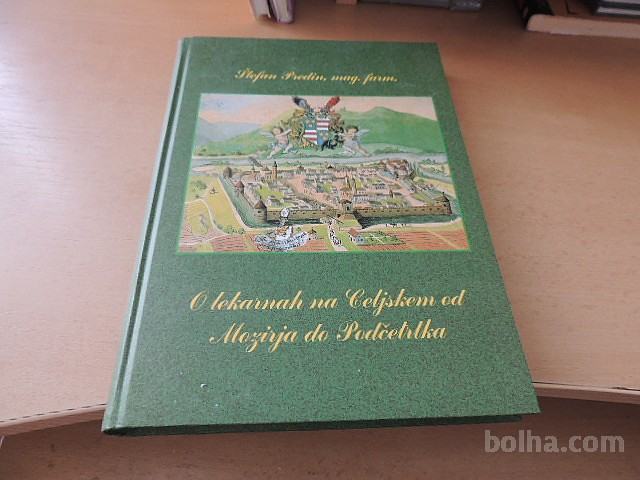 Štefan Predin, mag. farm.
O lekarnah na Celjskem od
Mozirja do Podčetrtka
bolha.com